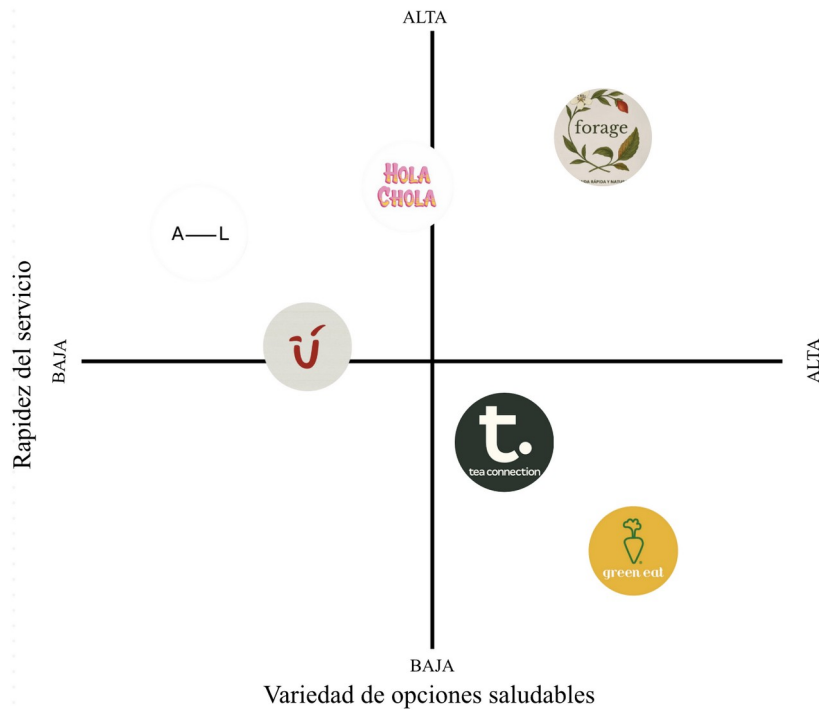 ALTA
forage
HOLA
CHOLA
A—L
Rapidez del servicio
BAJA
ALTA
ú
t.
tea connection
green eat
BAJA
Variedad de opciones saludables